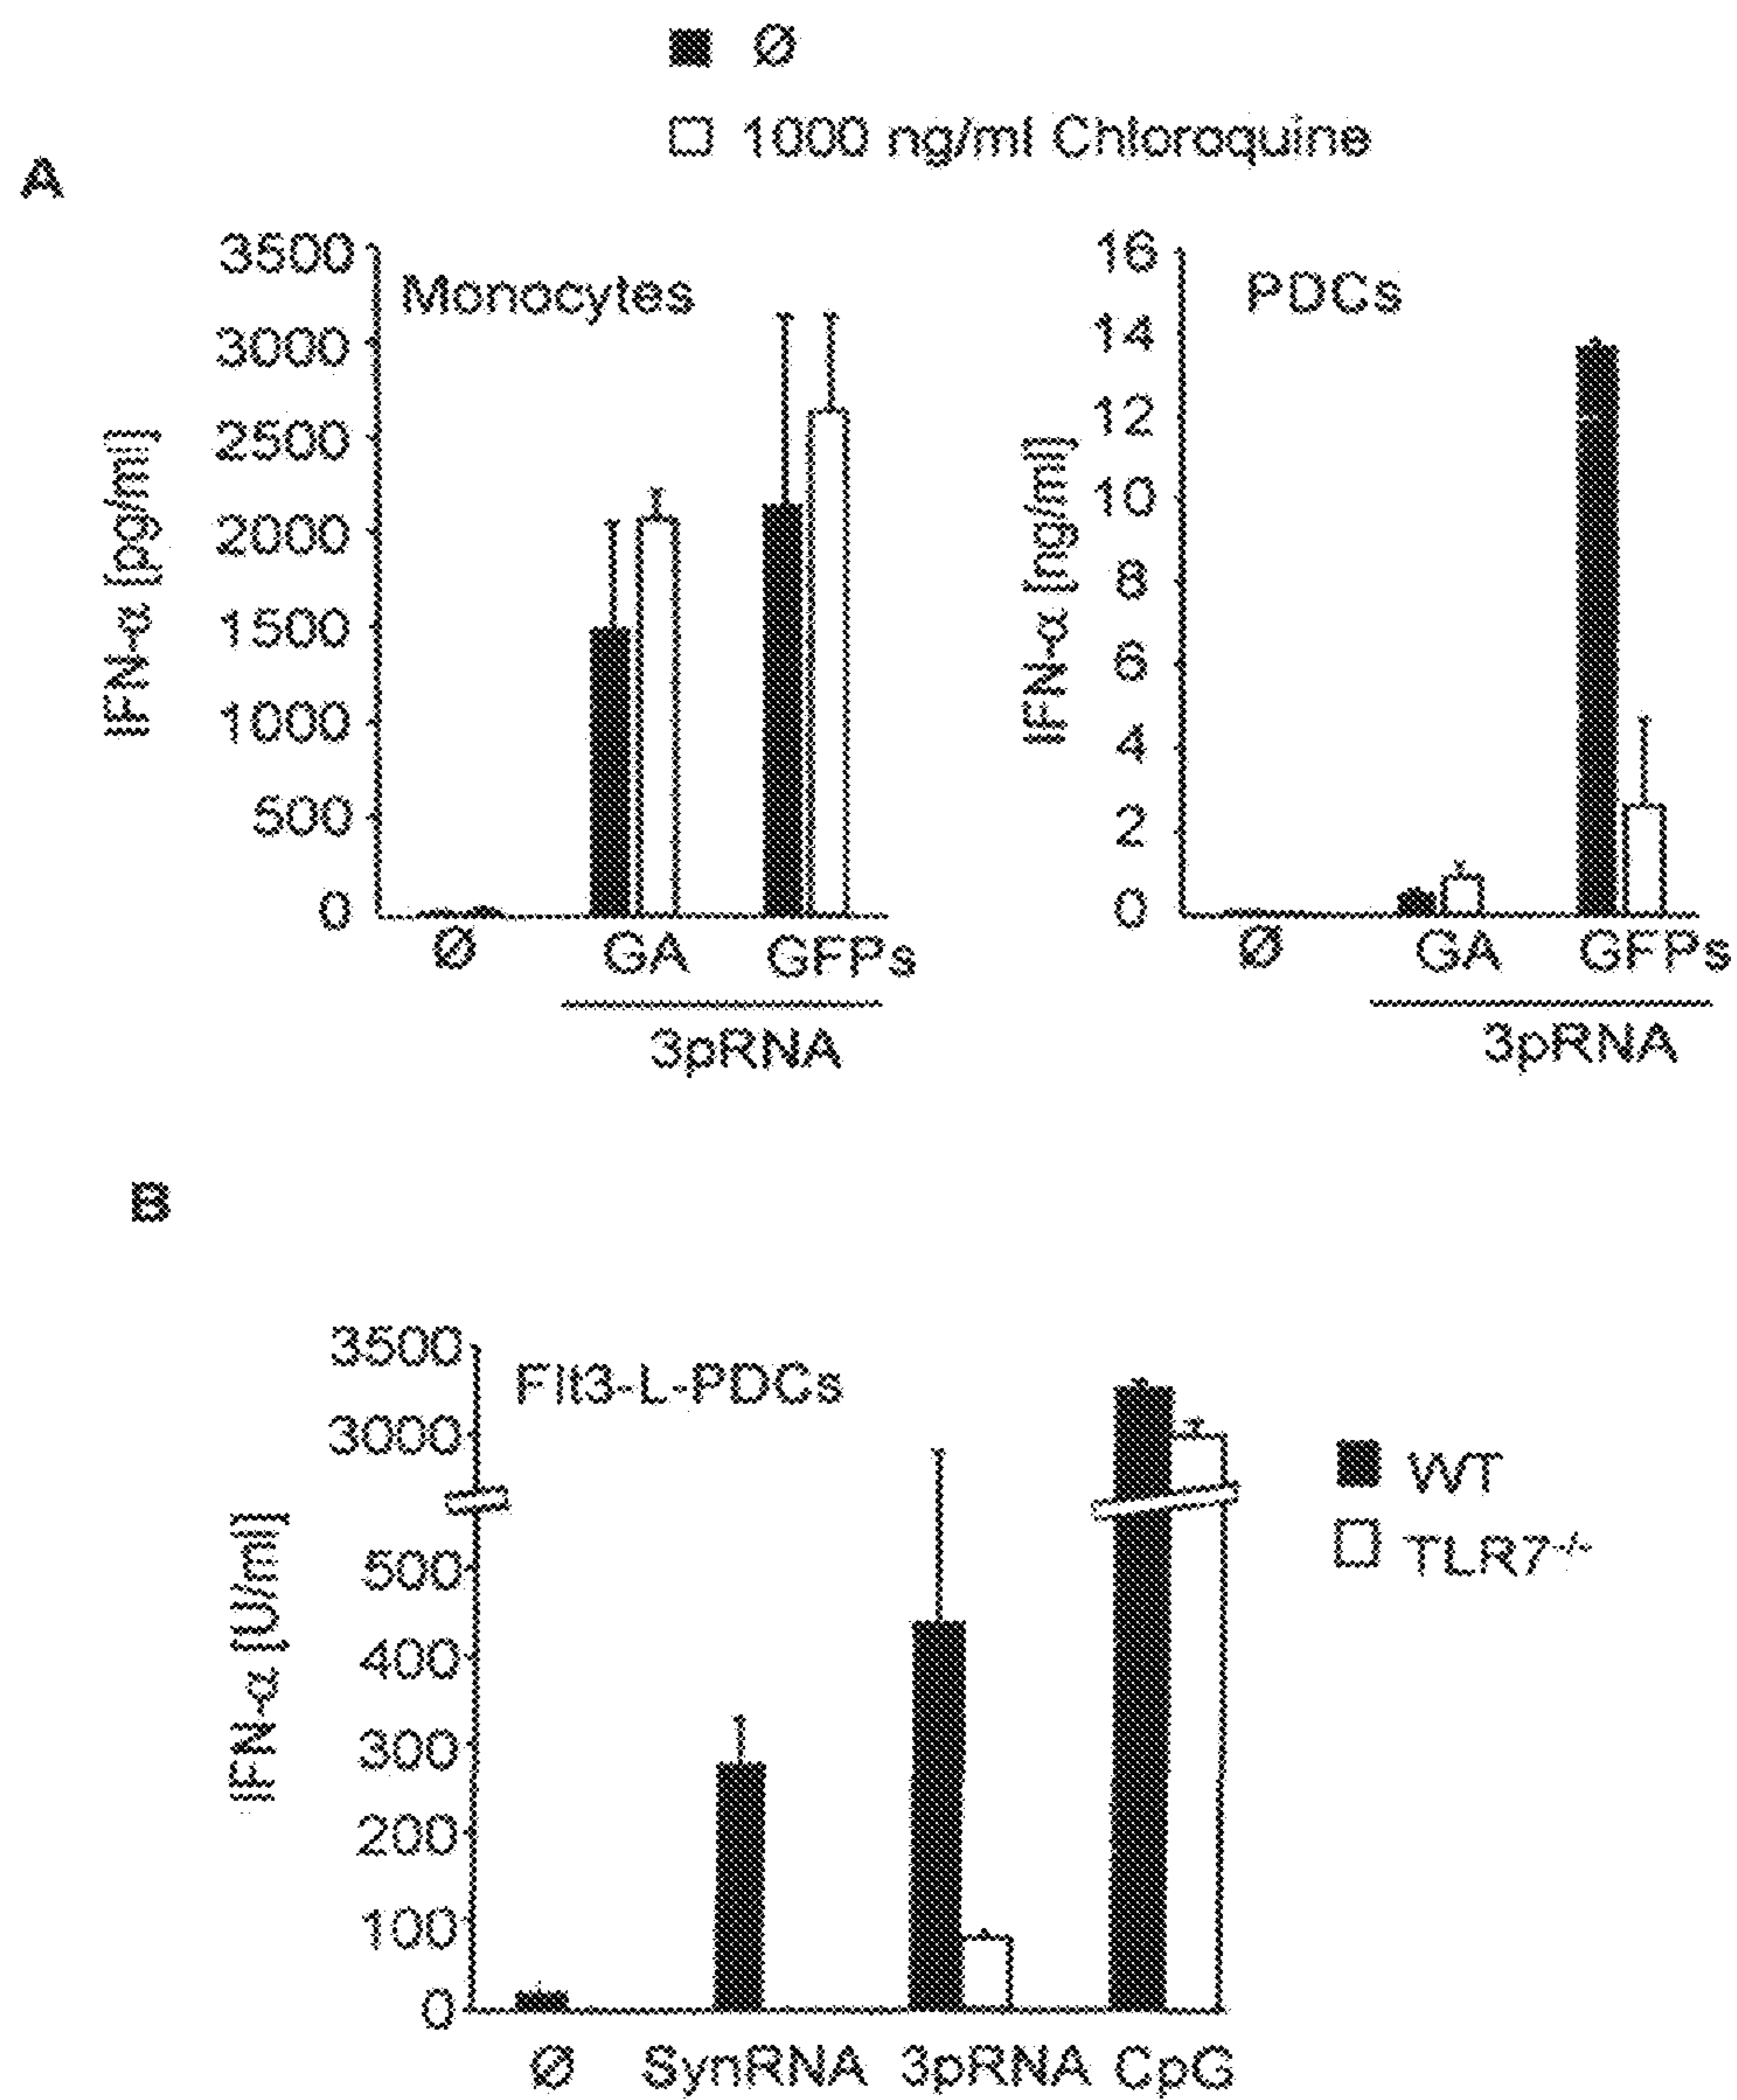 Ø
1000 ng/ml Chloroquine
A
Monocytes
IFN-α [pg/ml]
3500
3000
2500
2000
1500
1000
500
0
Ø GA GFPs
3pRNA
PDCs
IFN-α [ng/ml]
16
14
12
10
8
6
4
2
0
Ø GA GFPs
3pRNA
B
Flt3-L-PDCs
IFN-α [U/ml]
3500
3000
500
400
300
200
100
0
Ø SynRNA 3pRNA CpG
WT
TLR7-/-